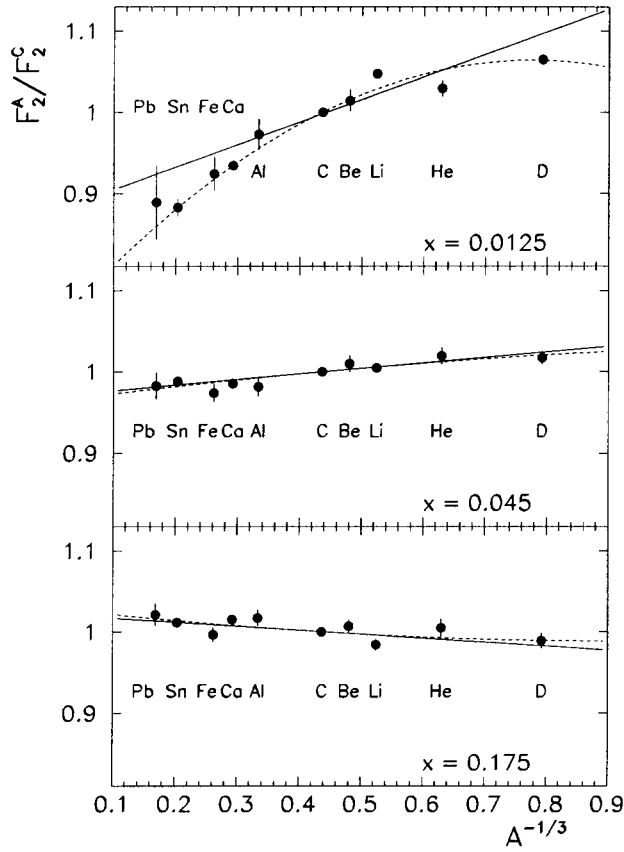 F₂ᴬ/F₂ᶜ
1.1
1
0.9
Pb Sn Fe Ca
Al C Be Li He D
x = 0.0125
1.1
1
0.9
Pb Sn Fe Ca Al C Be Li He D
x = 0.045
1.1
1
0.9
Pb Sn Fe Ca Al C Be Li He D
x = 0.175
0.1 0.2 0.3 0.4 0.5 0.6 0.7 0.8 0.9
A⁻¹/³